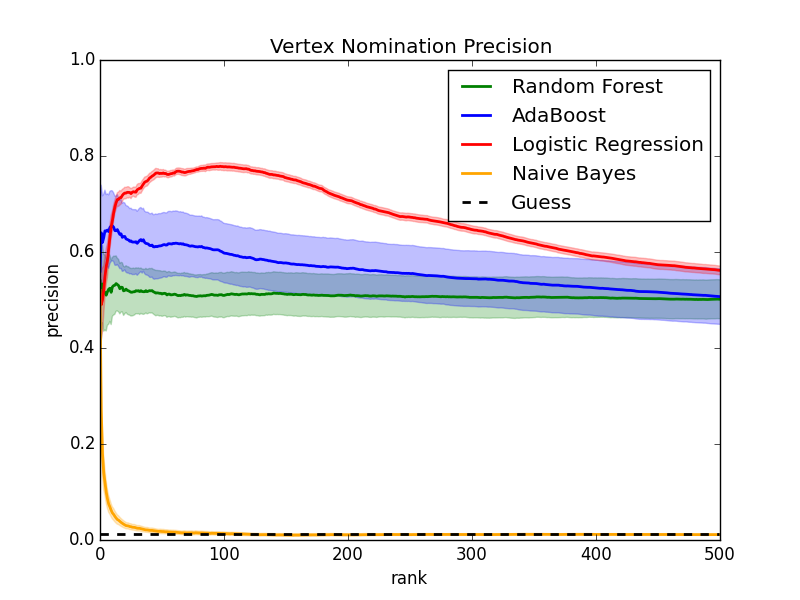 Vertex Nomination Precision
1.0
0.8
0.6
0.4
0.2
0.0
precision
Random Forest
AdaBoost
Logistic Regression
Naive Bayes
Guess
0 100 200 300 400 500
rank